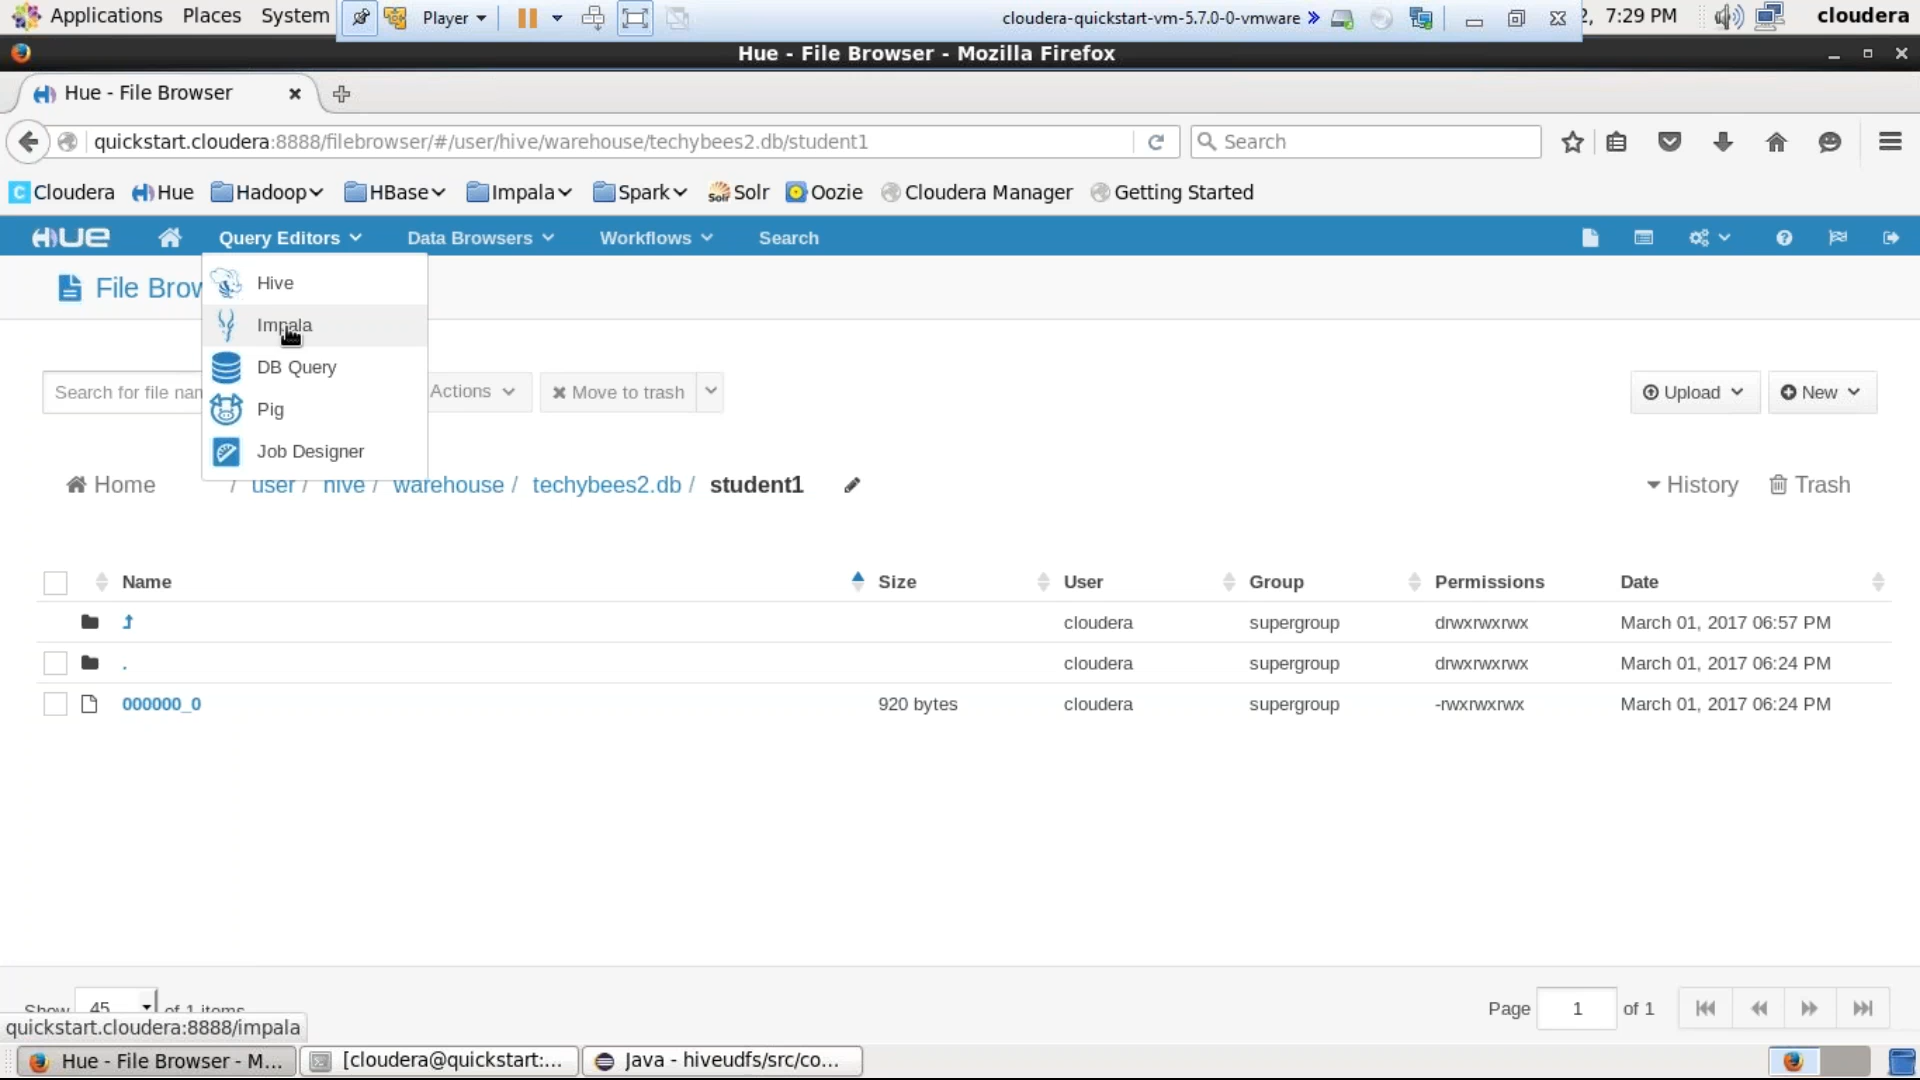 Applications Places System Player cloudera-quickstart-vm-5.7.0-0-vmware 2, 7:29 PM cloudera
Hue - File Browser - Mozilla Firefox
Hue - File Browser
quickstart.cloudera:8888/filebrowser/#/user/hive/warehouse/techybees2.db/student1 Search
Cloudera Hue Hadoop HBase Impala Spark Solr Oozie Cloudera Manager Getting Started
HUE Query Editors Data Browsers Workflows Search
Hive
File Brow
Impala
DB Query
Search for file nam Actions Move to trash Upload New
Pig
Job Designer
Home / user / hive / warehouse / techybees2.db / student1 History Trash
Name Size User Group Permissions Date
cloudera supergroup drwxrwxrwx March 01, 2017 06:57 PM
. cloudera supergroup drwxrwxrwx March 01, 2017 06:24 PM
000000_0 920 bytes cloudera supergroup -rwxrwxrwx March 01, 2017 06:24 PM
Show 45 of 1 items Page 1 of 1
quickstart.cloudera:8888/impala
Hue - File Browser - M... [cloudera@quickstart:... Java - hiveudfs/src/co...